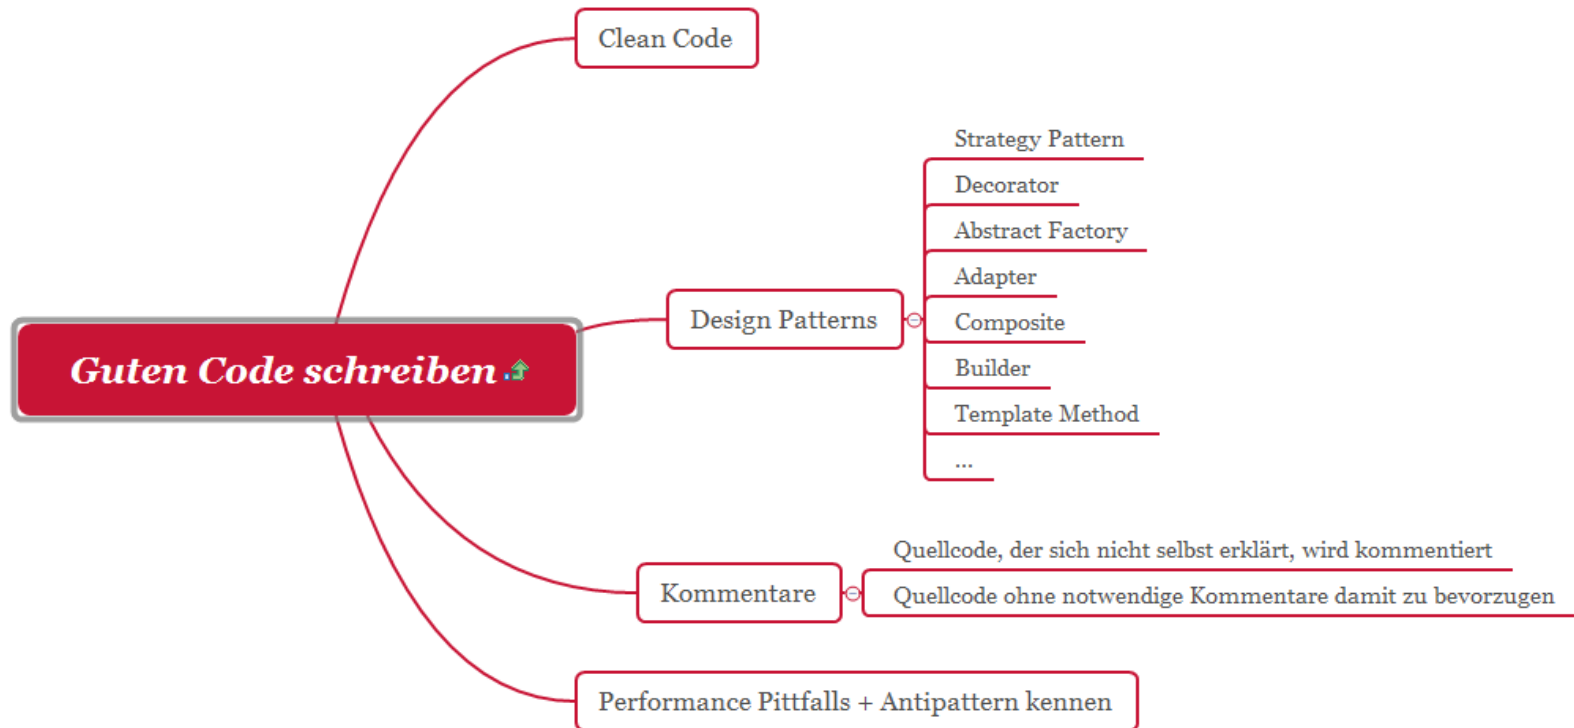 Clean Code
Strategy Pattern
Decorator
Abstract Factory
Adapter
Design Patterns
Composite
Builder
Guten Code schreiben
Template Method
...
Quellcode, der sich nicht selbst erklärt, wird kommentiert
Kommentare
Quellcode ohne notwendige Kommentare damit zu bevorzugen
Performance Pittfalls + Antipattern kennen